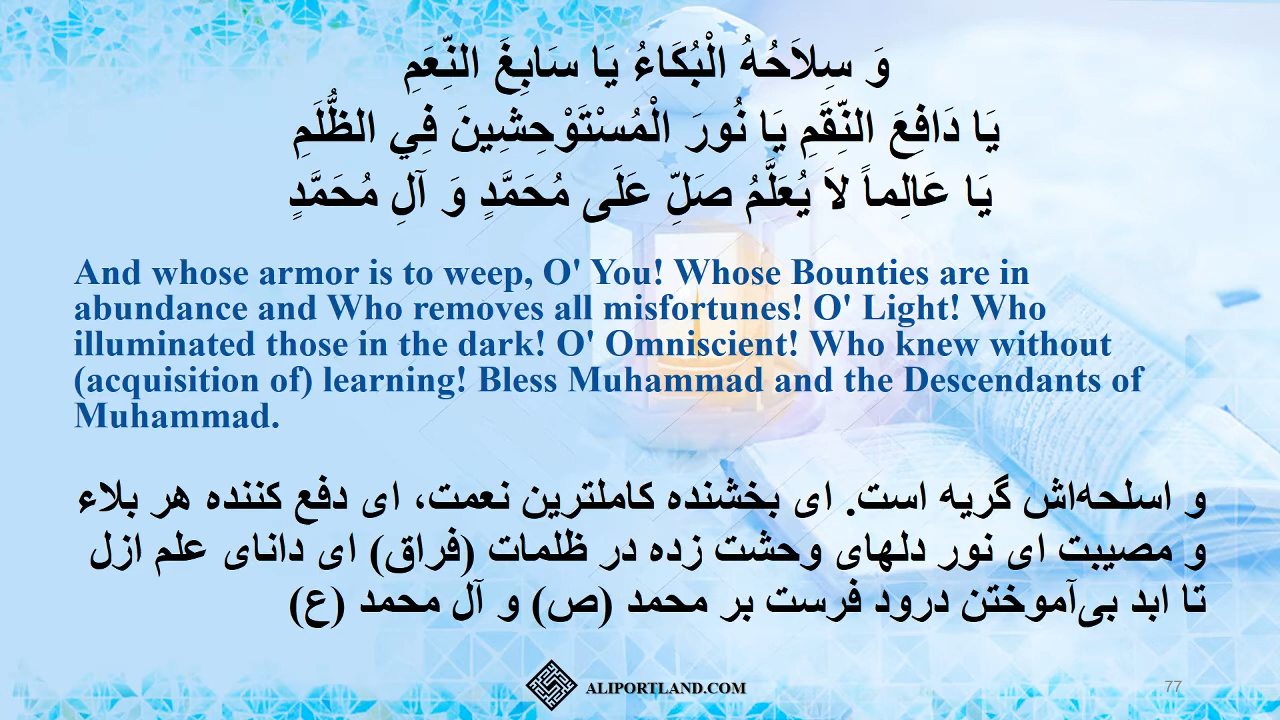 وَ سِلاَحُهُ الْبُكَاءُ يَا سَابِغَ النِّعَمِ
يَا دَافِعَ النِّقَمِ يَا نُورَ الْمُسْتَوْحِشِينَ فِي الظُّلَمِ
يَا عَالِماً لاَ يُعَلَّمُ صَلِّ عَلَى مُحَمَّدٍ وَ آلِ مُحَمَّدٍ
And whose armor is to weep, O' You! Whose Bounties are in
abundance and Who removes all misfortunes! O' Light! Who
illuminated those in the dark! O' Omniscient! Who knew without
(acquisition of) learning! Bless Muhammad and the Descendants of
Muhammad.
و اسلحه‌اش گریه است. ای بخشنده کاملترین نعمت، ای دفع کننده هر بلاء
و مصیبت ای نور دلهای وحشت زده در ظلمات (فراق) ای دانای علم ازل
تا ابد بی‌آموختن درود فرست بر محمد (ص) و آل محمد (ع)
ALIPORTLAND.COM
77